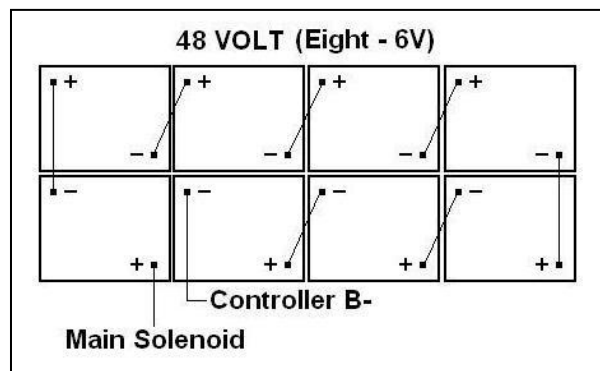 48 VOLT (Eight - 6V)
+ + + +
- - - -
- - - -
+ + + +
Controller B-
Main Solenoid